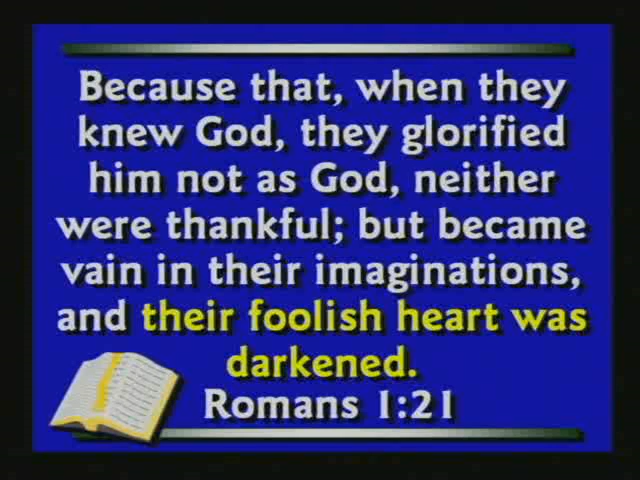 Because that, when they
knew God, they glorified
him not as God, neither
were thankful; but became
vain in their imaginations,
and their foolish heart was
darkened.
Romans 1:21